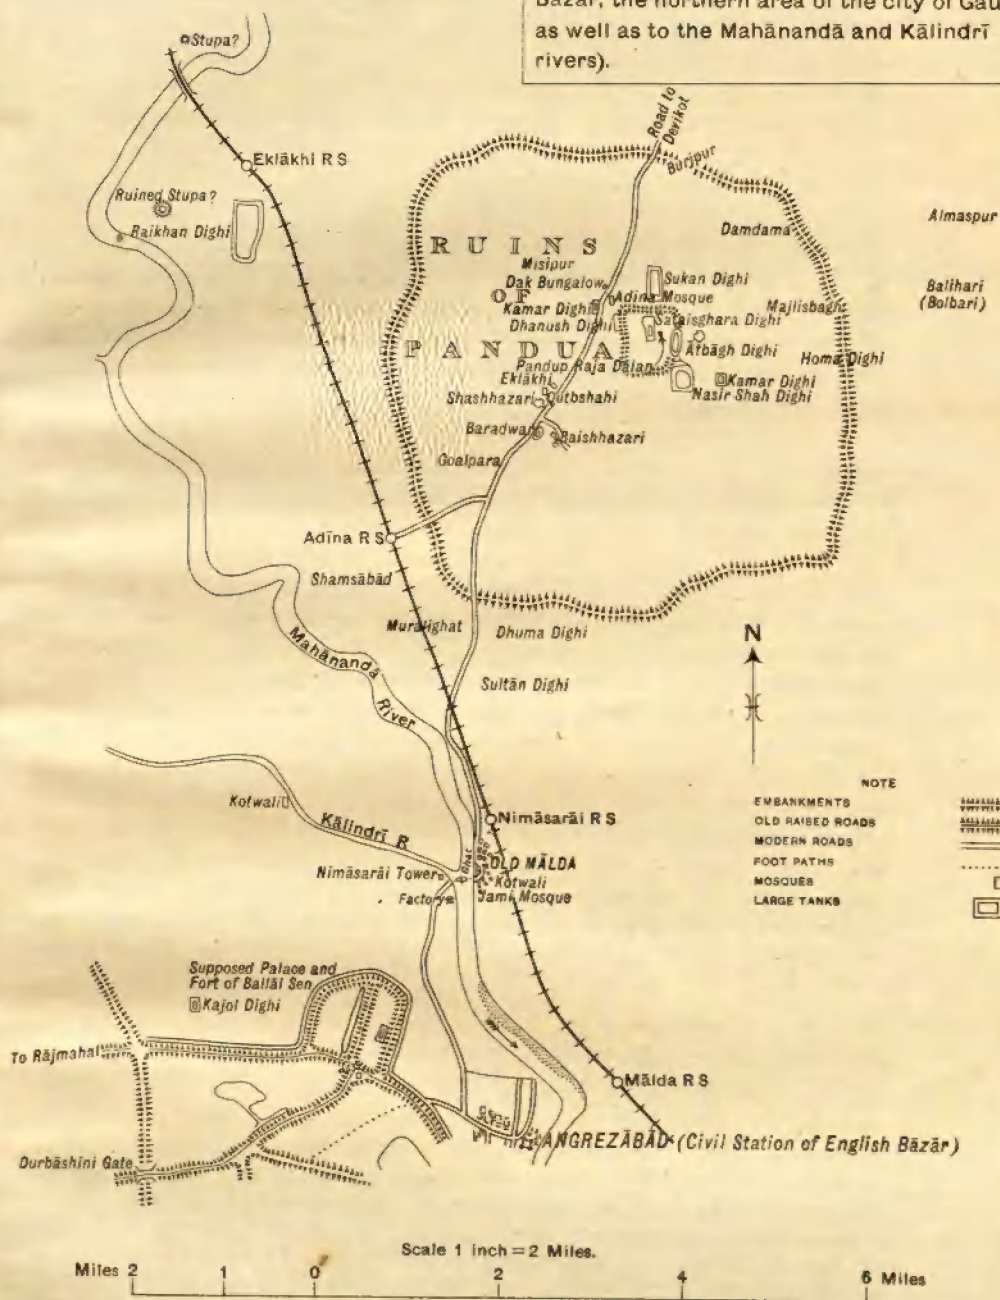 Bāzār, the northern area of the city of Gau
as well as to the Mahānandā and Kālindrī
rivers).
Stupa?
Road to
Devikot
Eklākhi R S
Burjpur
Ruined Stupa?
Raikhan Dighi
Almaspur
Damdama
RUINS
Misipur
Dak Bungalow
Sukan Dighi
Balihari
(Bolbari)
OF
Adina Mosque
Kamar Dighi
Majlisbagh
Dhanush Dighi
Sataisghara Dighi
PANDUA
Atbāgh Dighi
Homa Dighi
Pandup Raja Dalan
Eklākhi
Kamar Dighi
Shashhazari
Qutbshahi
Nasir Shah Dighi
Baradwari
Baishhazari
Goalpara
Adīna R S
Shamsābād
Muralighat
Dhuma Dighi
N
Mahānandā
River
Sultān Dighi
Kotwali
Kālindrī R
Nimāsarāi R S
Ghat
OLD MĀLDA
Nimāsarāi Tower
Kotwali
Factory
Jami Mosque
NOTE
EMBANKMENTS
OLD RAISED ROADS
MODERN ROADS
FOOT PATHS
MOSQUES
LARGE TANKS
Supposed Palace and
Fort of Ballāl Sen
Kajol Dighi
To Rājmahal
Mālda R S
ANGREZĀBĀD (Civil Station of English Bāzār)
Durbāshini Gate
Scale 1 inch = 2 Miles.
Miles 2 1 0 2 4 6 Miles